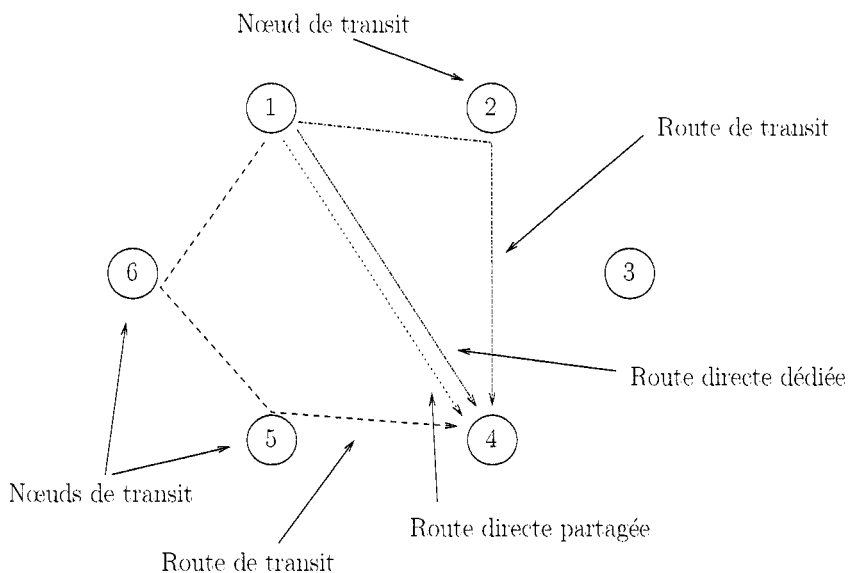 Nœud de transit
1
2
Route de transit
6
3
Route directe dédiée
5
4
Nœuds de transit
Route directe partagée
Route de transit